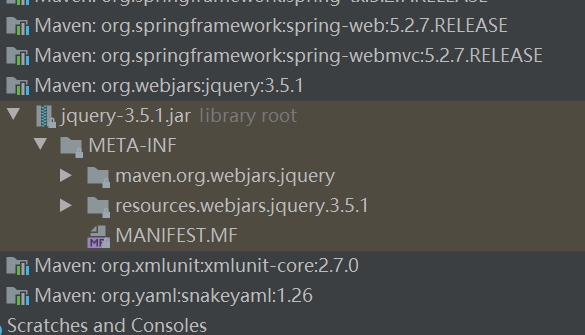 Maven: org.springframework:spring-web:5.2.7.RELEASE
Maven: org.springframework:spring-webmvc:5.2.7.RELEASE
Maven: org.webjars:jquery:3.5.1
jquery-3.5.1.jar library root
META-INF
maven.org.webjars.jquery
resources.webjars.jquery.3.5.1
MF MANIFEST.MF
Maven: org.xmlunit:xmlunit-core:2.7.0
Maven: org.yaml:snakeyaml:1.26
Scratches and Consoles